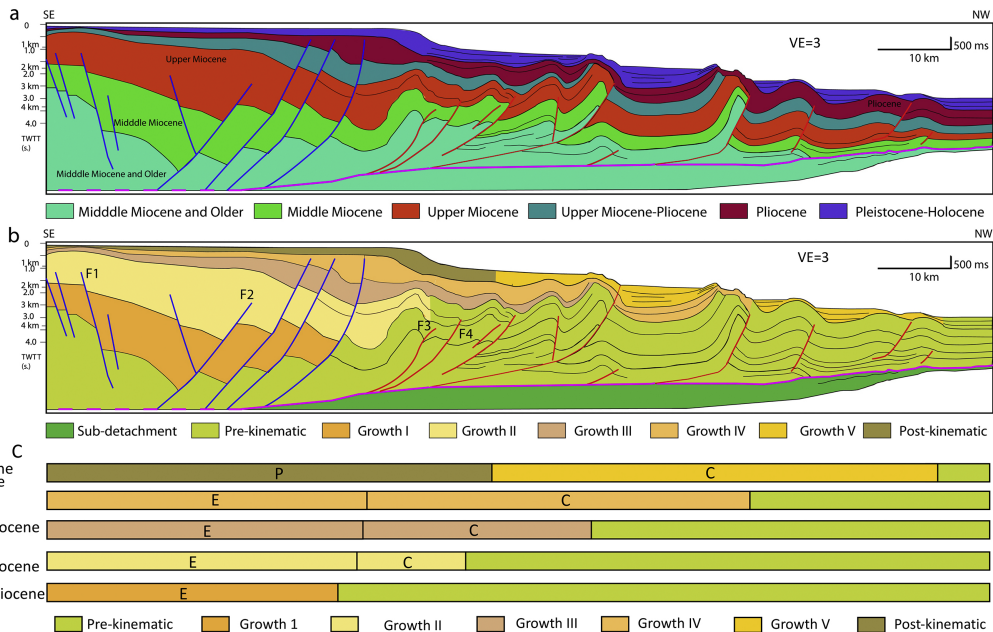 a
SE
NW
0
1 km
1.0
2 km
2.0
3 km
3.0
4 km
4.0
TWTT
(s.)
VE=3
500 ms
10 km
Upper Miocene
Midddle Miocene
Midddle Miocene and Older
Pliocene
Midddle Miocene and Older
Middle Miocene
Upper Miocene
Upper Miocene-Pliocene
Pliocene
Pleistocene-Holocene
b
SE
NW
0
1 km
1.0
2 km
2.0
3 km
3.0
4 km
4.0
TWTT
(s.)
VE=3
500 ms
10 km
F1
F2
F3
F4
Sub-detachment
Pre-kinematic
Growth I
Growth II
Growth III
Growth IV
Growth V
Post-kinematic
C
ne
e
P
C
E
C
ocene
E
C
ocene
E
C
iocene
E
Pre-kinematic
Growth 1
Growth II
Growth III
Growth IV
Growth V
Post-kinematic